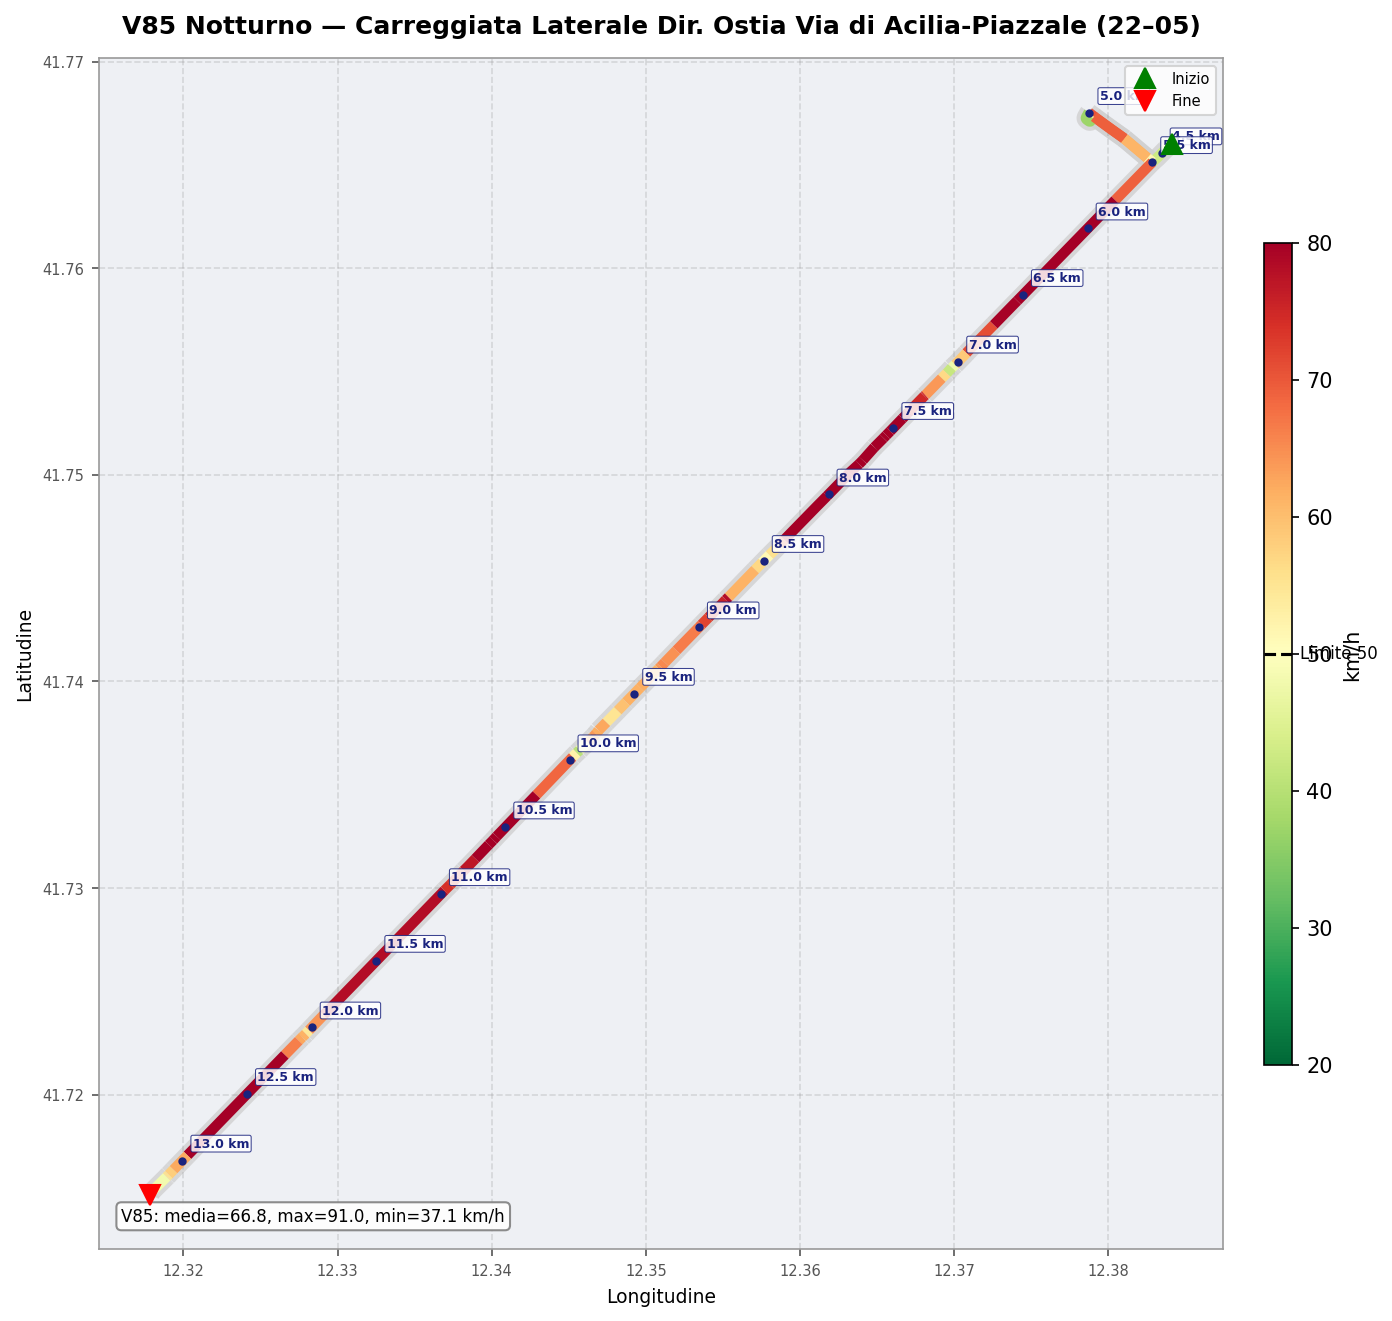 V85 Notturno — Carreggiata Laterale Dir. Ostia Via di Acilia-Piazzale (22–05)
Inizio
Fine
5.0
4.5 km
5.5 km
6.0 km
6.5 km
7.0 km
7.5 km
8.0 km
8.5 km
9.0 km
9.5 km
10.0 km
10.5 km
11.0 km
11.5 km
12.0 km
12.5 km
13.0 km
V85: media=66.8, max=91.0, min=37.1 km/h
41.77
41.76
41.75
41.74
41.73
41.72
Latitudine
12.32
12.33
12.34
12.35
12.36
12.37
12.38
Longitudine
80
70
60
50
Limite 50
40
30
20
km/h